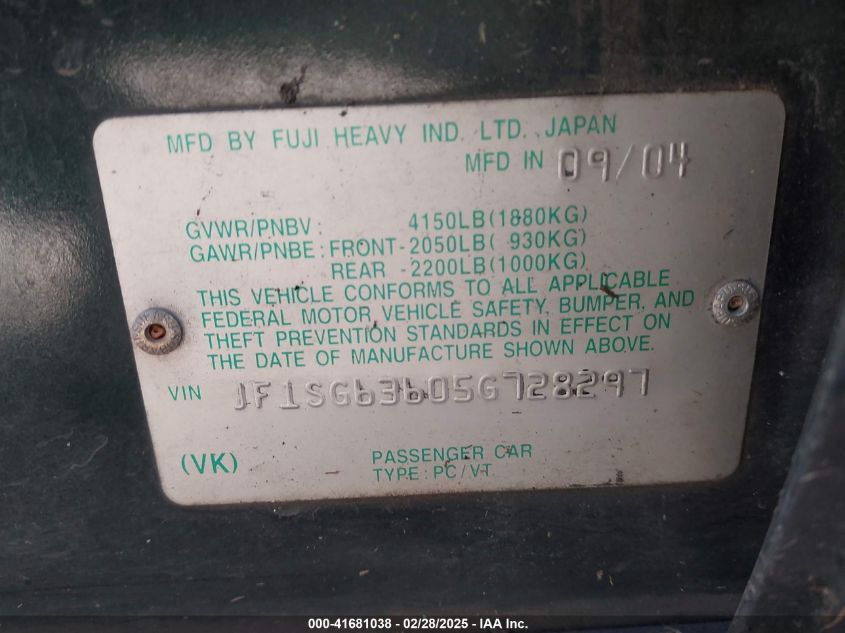 MFD BY FUJI HEAVY IND. LTD. JAPAN
MFD IN 09/04
GVWR/PNBV: 4150LB(1880KG)
GAWR/PNBE: FRONT-2050LB( 930KG)
REAR -2200LB(1000KG)
THIS VEHICLE CONFORMS TO ALL APPLICABLE
FEDERAL MOTOR VEHICLE SAFETY, BUMPER, AND
THEFT PREVENTION STANDARDS IN EFFECT ON
THE DATE OF MANUFACTURE SHOWN ABOVE.
VIN JF1SG63605G728297
(VK) PASSENGER CAR
TYPE: PC/VT
000-41681038 - 02/28/2025 - IAA Inc.